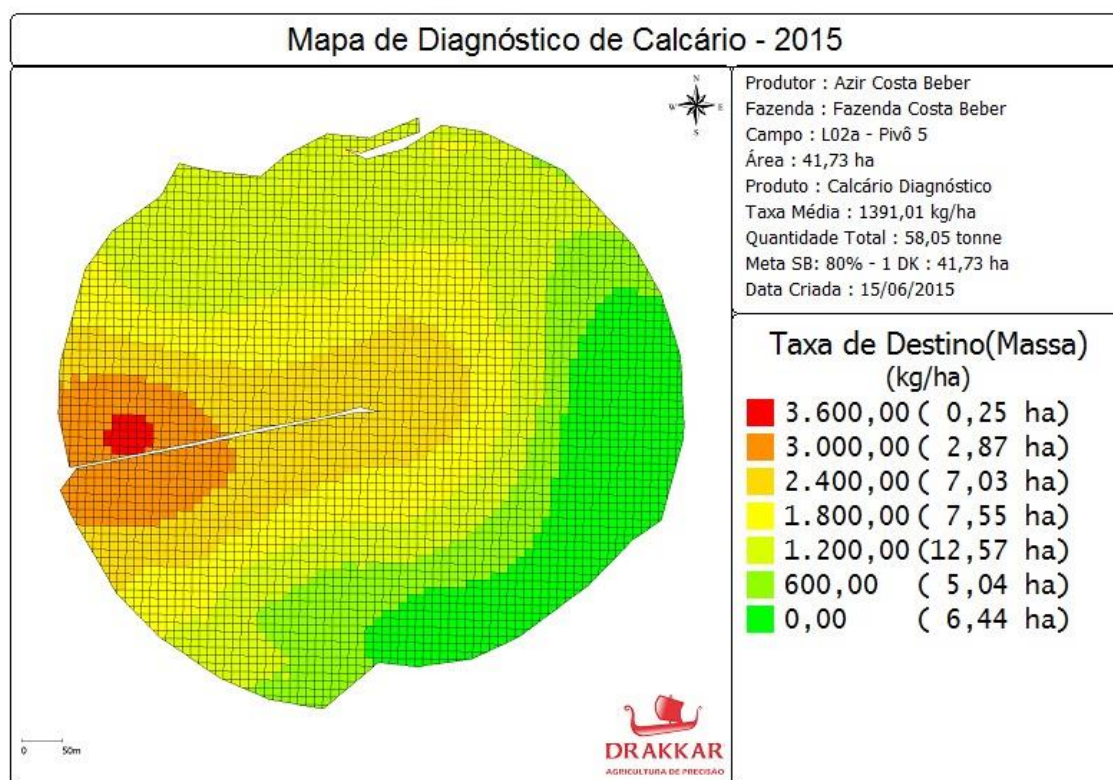 Mapa de Diagnóstico de Calcário - 2015
N
W E
S
Produtor : Azir Costa Beber
Fazenda : Fazenda Costa Beber
Campo : L02a - Pivô 5
Área : 41,73 ha
Produto : Calcário Diagnóstico
Taxa Média : 1391,01 kg/ha
Quantidade Total : 58,05 tonne
Meta SB: 80% - 1 DK : 41,73 ha
Data Criada : 15/06/2015
Taxa de Destino(Massa)
(kg/ha)
3.600,00 ( 0,25 ha)
3.000,00 ( 2,87 ha)
2.400,00 ( 7,03 ha)
1.800,00 ( 7,55 ha)
1.200,00 (12,57 ha)
600,00 ( 5,04 ha)
0,00 ( 6,44 ha)
0 50m
DRAKKAR
AGRICULTURA DE PRECISÃO